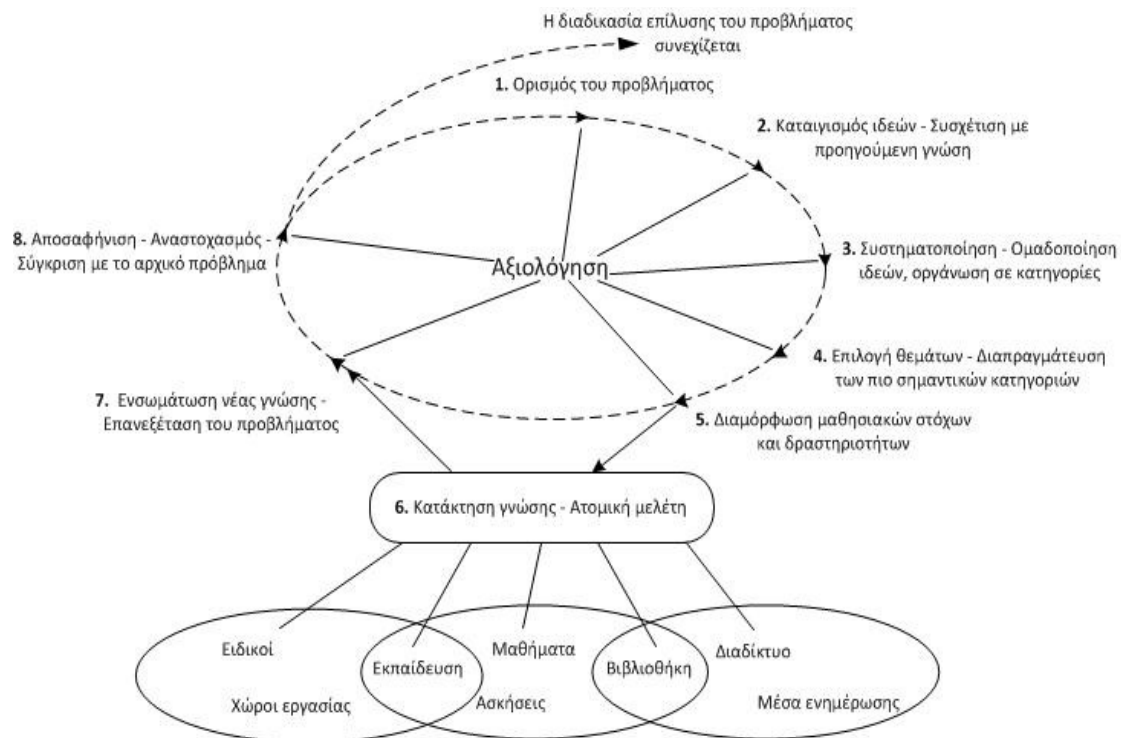 Η διαδικασία επίλυσης του προβλήματος
συνεχίζεται
1. Ορισμός του προβλήματος
2. Καταιγισμός ιδεών - Συσχέτιση με
προηγούμενη γνώση
3. Συστηματοποίηση - Ομαδοποίηση
ιδεών, οργάνωση σε κατηγορίες
4. Επιλογή θεμάτων - Διαπραγμάτευση
των πιο σημαντικών κατηγοριών
5. Διαμόρφωση μαθησιακών στόχων
και δραστηριοτήτων
6. Κατάκτηση γνώσης - Ατομική μελέτη
7. Ενσωμάτωση νέας γνώσης -
Επανεξέταση του προβλήματος
8. Αποσαφήνιση - Αναστοχασμός -
Σύγκριση με το αρχικό πρόβλημα
Αξιολόγηση
Ειδικοί
Χώροι εργασίας
Εκπαίδευση
Μαθήματα
Ασκήσεις
Βιβλιοθήκη
Διαδίκτυο
Μέσα ενημέρωσης